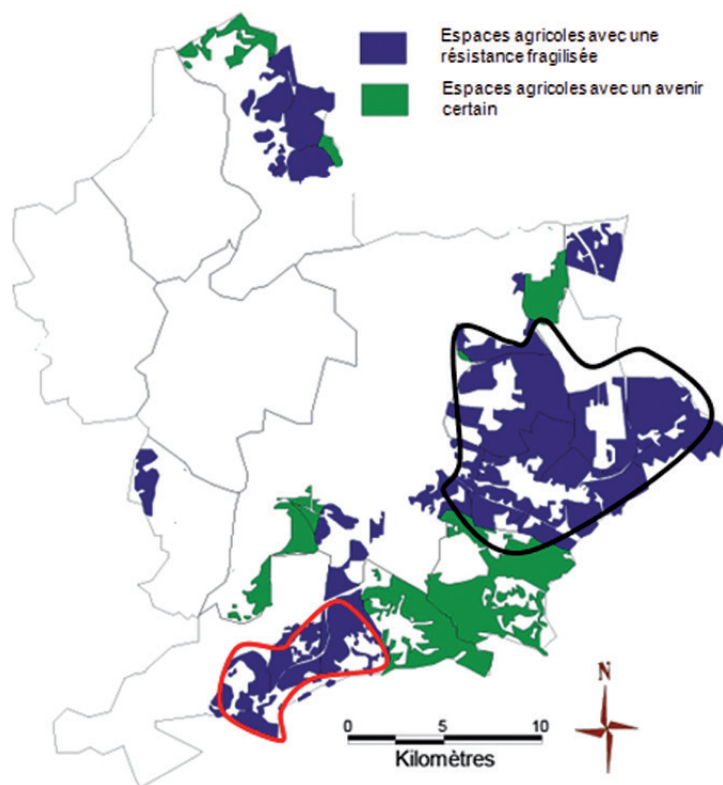 Espaces agricoles avec une
résistance fragilisée
Espaces agricoles avec un avenir
certain
N
0 5 10
Kilomètres